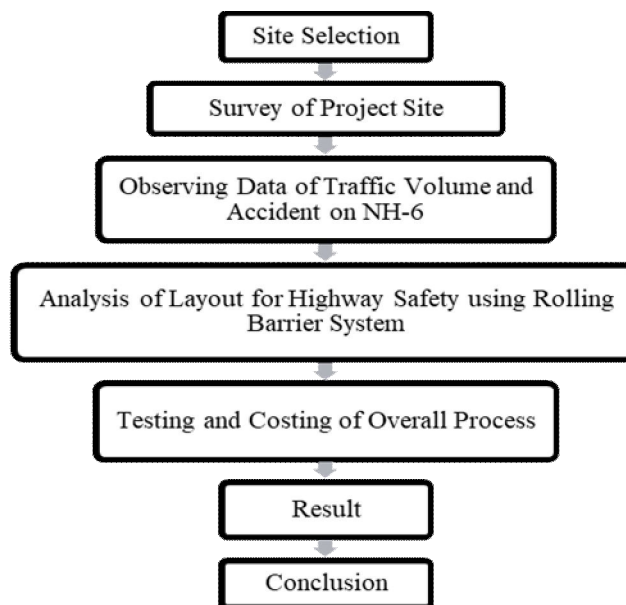 Site Selection
Survey of Project Site
Observing Data of Traffic Volume and
Accident on NH-6
Analysis of Layout for Highway Safety using Rolling
Barrier System
Testing and Costing of Overall Process
Result
Conclusion